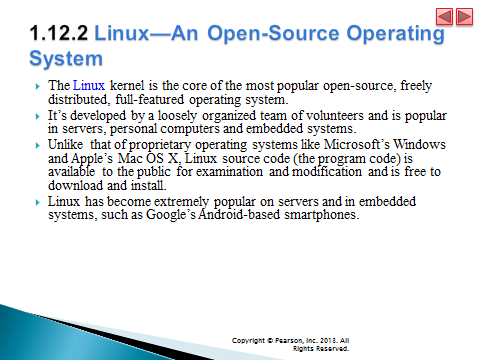 1.12.2 Linux—An Open-Source Operating
System
The Linux kernel is the core of the most popular open-source, freely
distributed, full-featured operating system.
It's developed by a loosely organized team of volunteers and is popular
in servers, personal computers and embedded systems.
Unlike that of proprietary operating systems like Microsoft's Windows
and Apple's Mac OS X, Linux source code (the program code) is
available to the public for examination and modification and is free to
download and install.
Linux has become extremely popular on servers and in embedded
systems, such as Google's Android-based smartphones.
Copyright © Pearson, Inc. 2013. All
Rights Reserved.